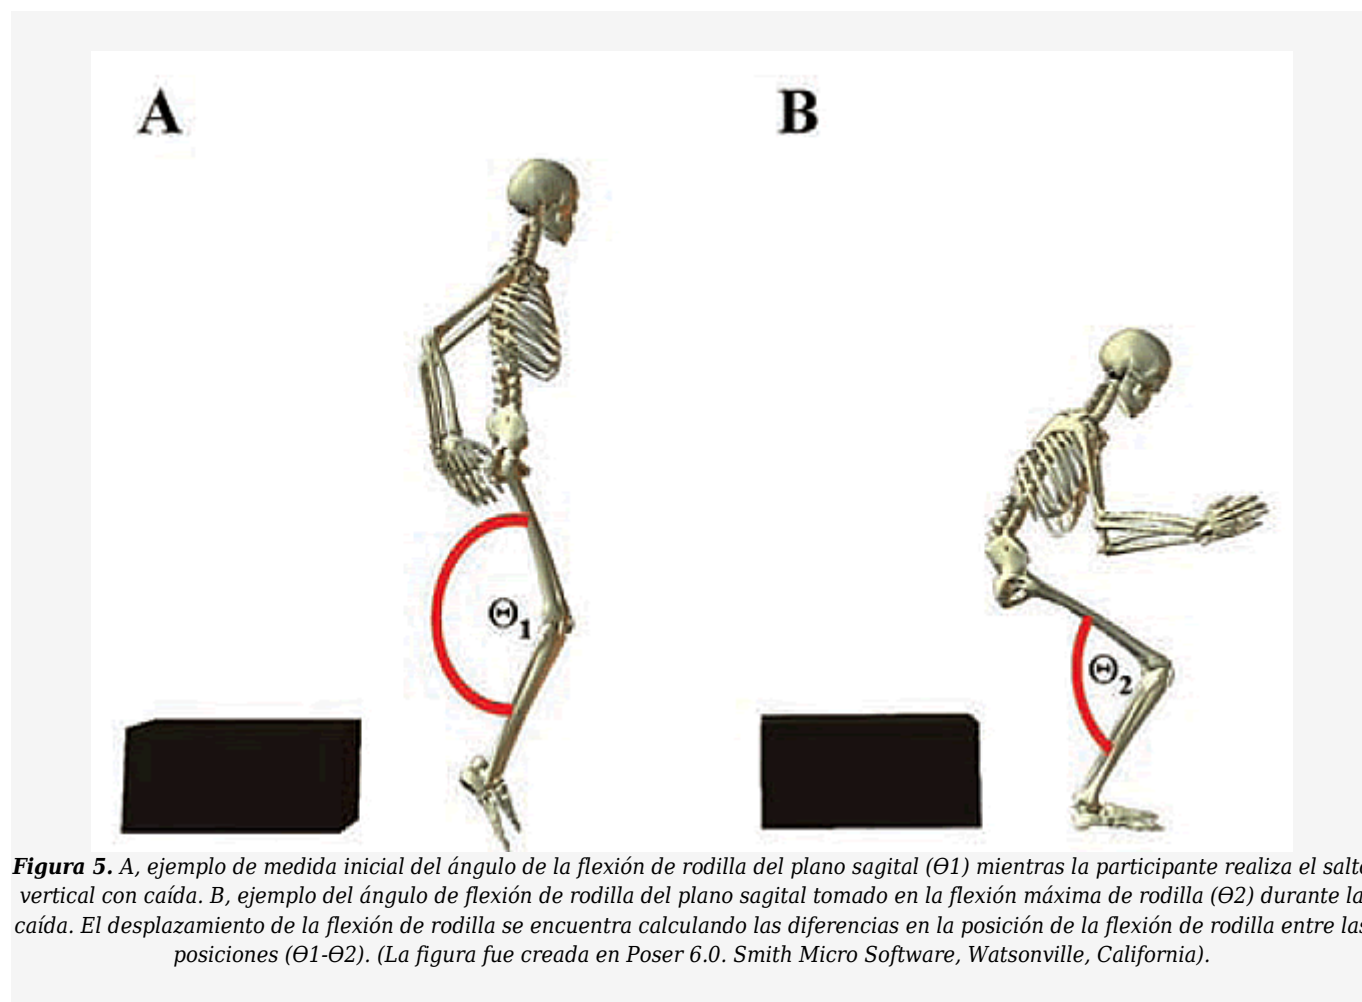 A
B
Θ1
Θ2
Figura 5. A, ejemplo de medida inicial del ángulo de la flexión de rodilla del plano sagital (Ɵ1) mientras la participante realiza el salto
vertical con caída. B, ejemplo del ángulo de flexión de rodilla del plano sagital tomado en la flexión máxima de rodilla (Ɵ2) durante la
caída. El desplazamiento de la flexión de rodilla se encuentra calculando las diferencias en la posición de la flexión de rodilla entre las
posiciones (Ɵ1-Ɵ2). (La figura fue creada en Poser 6.0. Smith Micro Software, Watsonville, California).